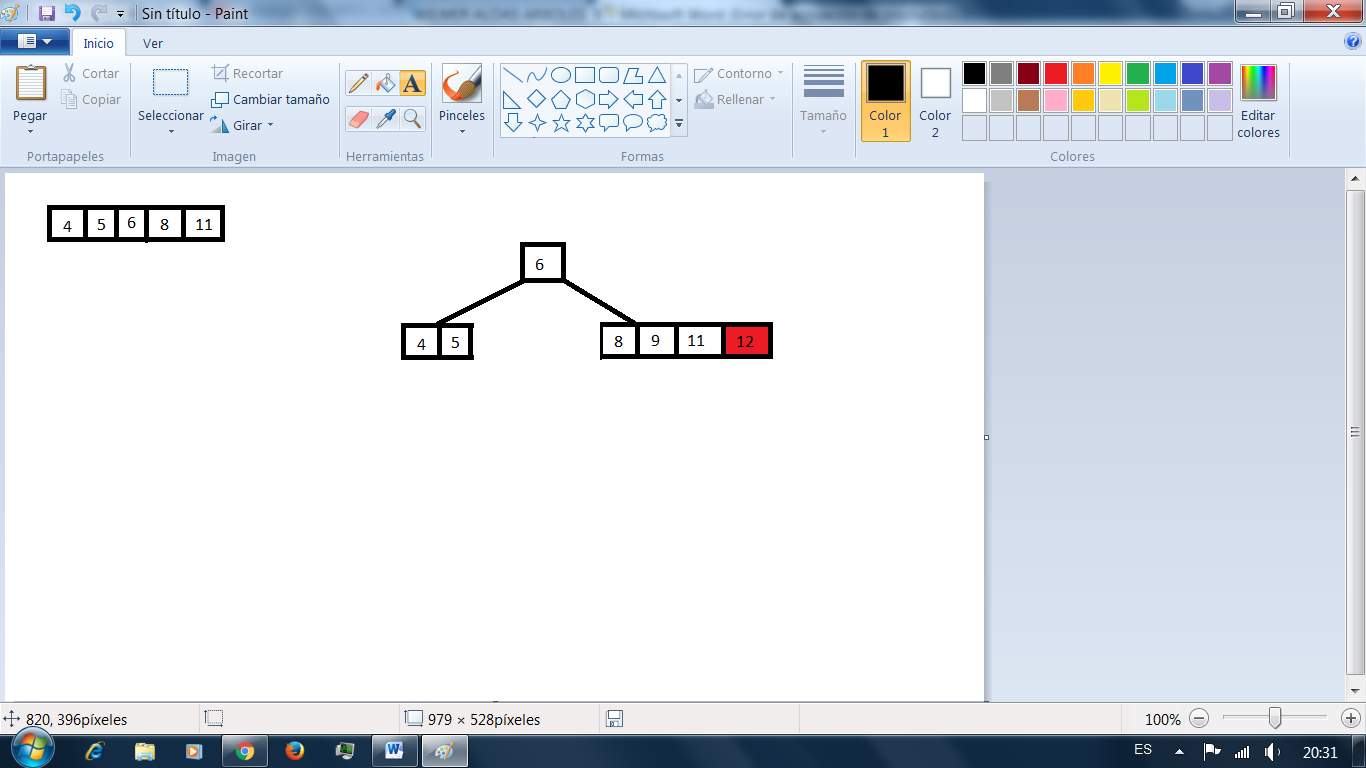 Sin título - Paint
Inicio
Ver
Pegar
Cortar
Copiar
Portapapeles
Seleccionar
Recortar
Cambiar tamaño
Girar
Imagen
A
Herramientas
Pinceles
Contorno
Rellenar
Formas
Tamaño
Color 1
Color 2
Editar colores
Colores
4 5 6 8 11
6
4 5
8 9 11 12
820, 396píxeles
979 × 528píxeles
100%
ES
20:31